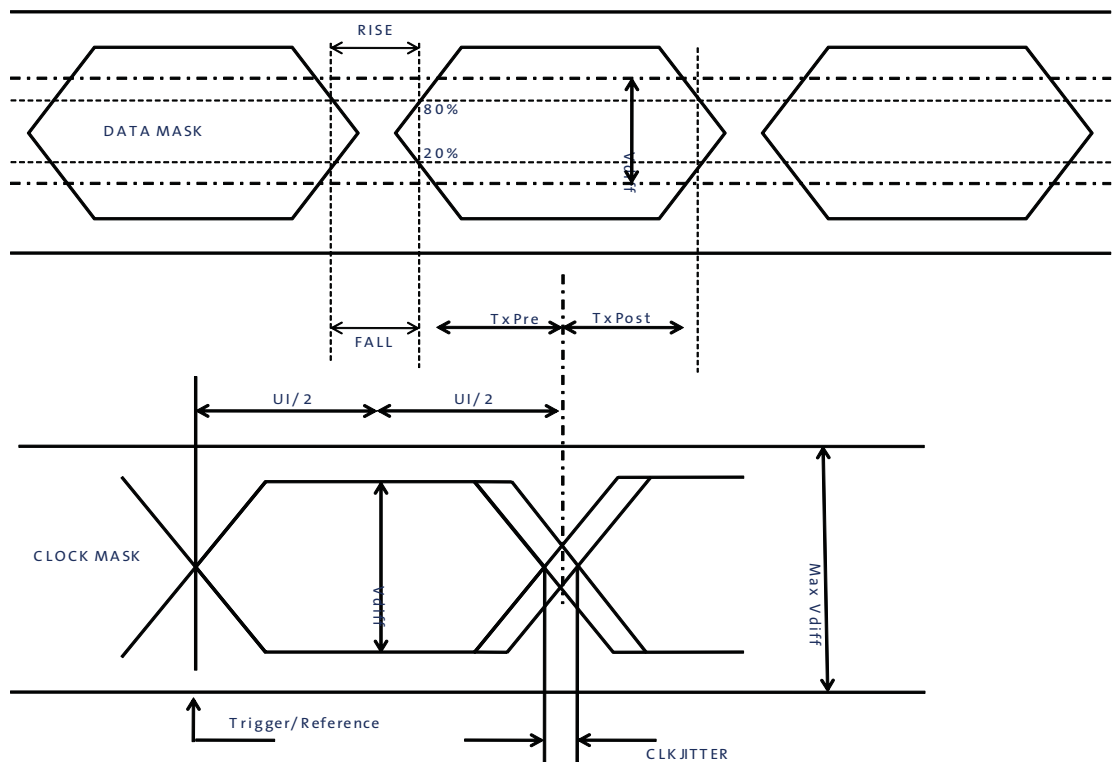 RISE
80%
DATA MASK
20%
Vdiff
TxPre
TxPost
FALL
UI/2
UI/2
CLOCK MASK
Vdiff
Max Vdiff
Trigger/Reference
CLKJITTER